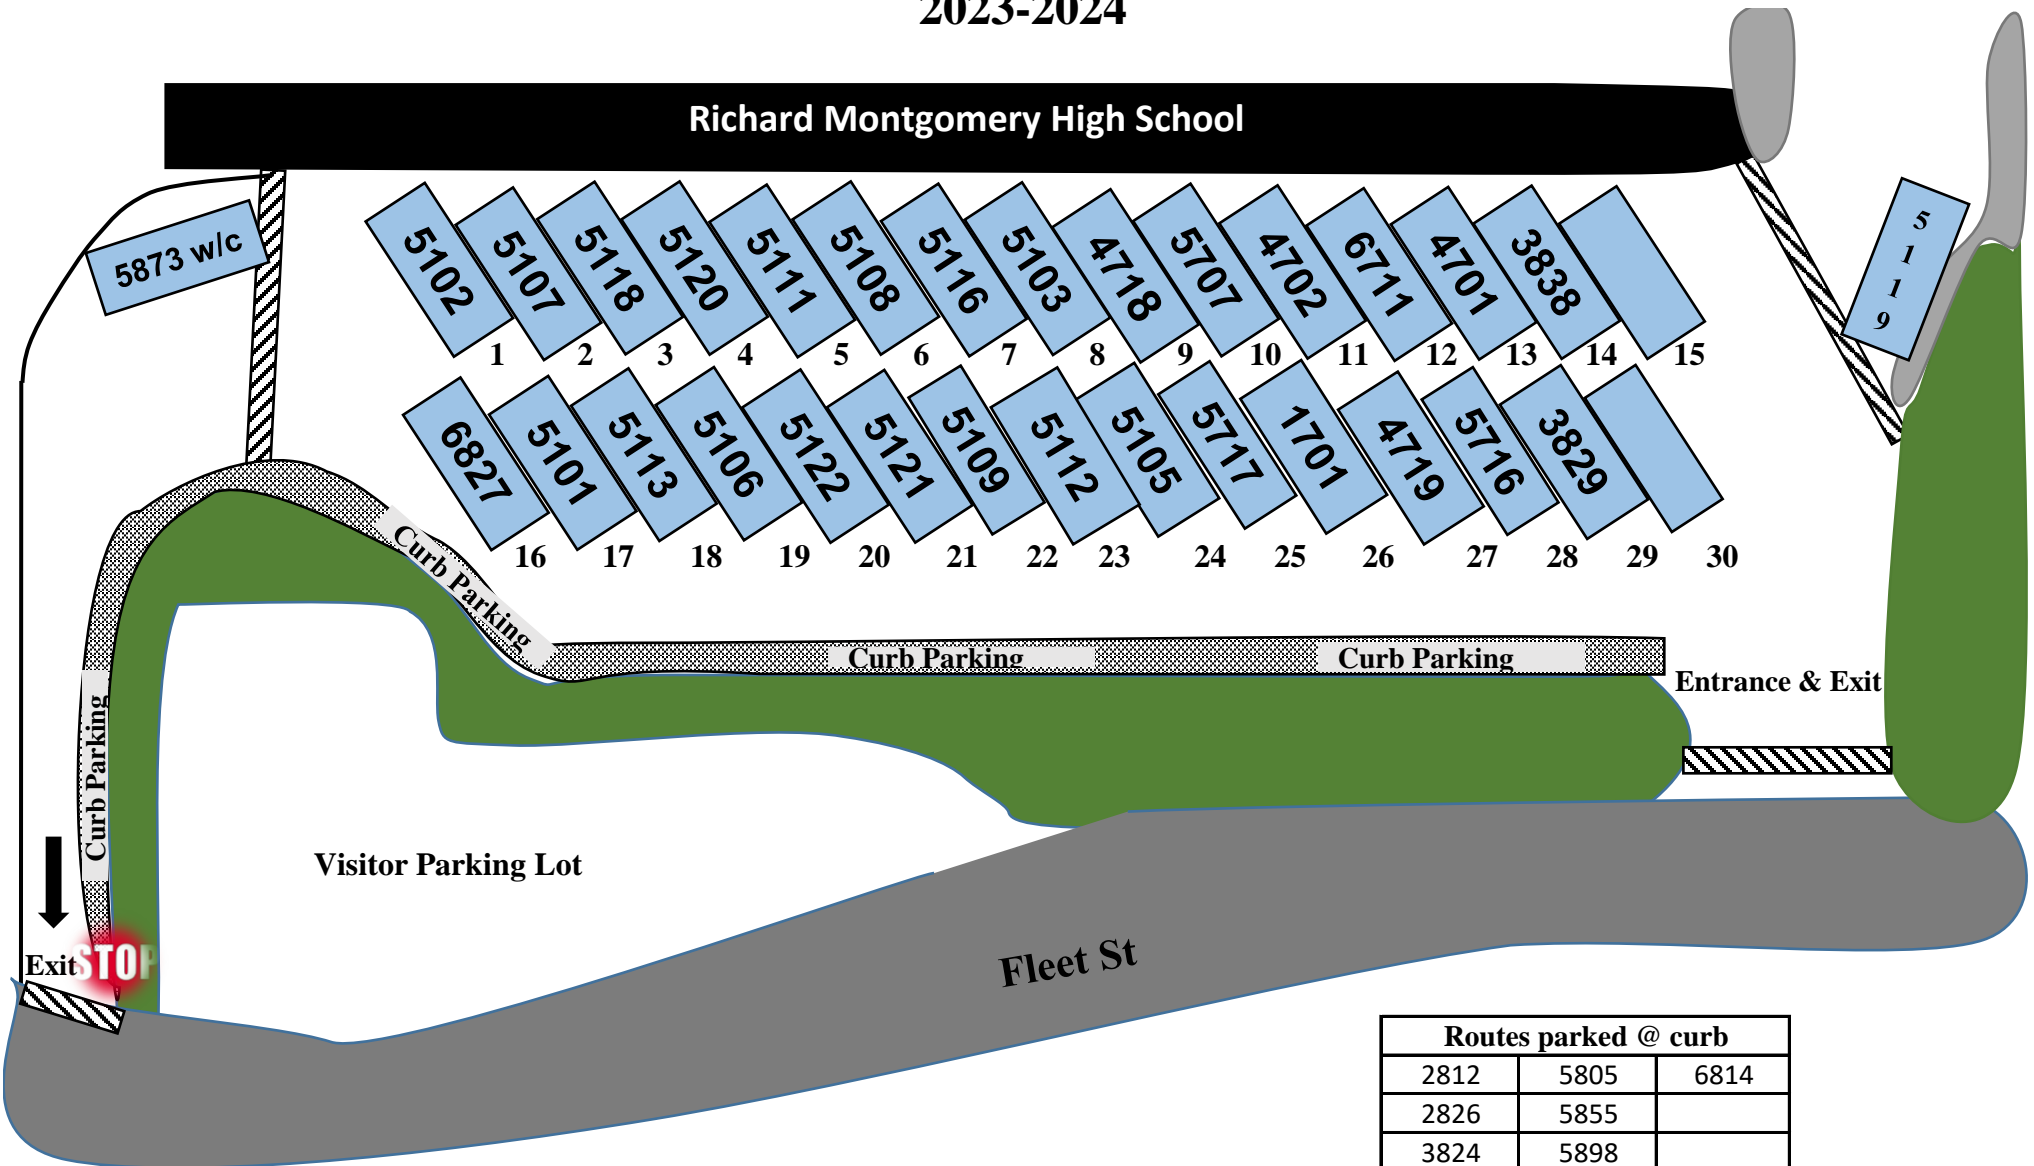 2023-2024
Richard Montgomery High School
5873 w/c
5102
5107
5118
5120
5111
5108
5116
5103
4718
5707
4702
6711
4701
3838
5
1
1
9
1 2 3 4 5 6 7 8 9 10 11 12 13 14 15
6827
5101
5113
5106
5122
5121
5109
5112
5105
5717
1701
4719
5716
3829
16 17 18 19 20 21 22 23 24 25 26 27 28 29 30
Curb Parking
Curb Parking
Curb Parking
Entrance & Exit
Curb Parking
Visitor Parking Lot
Exit
STOP
Fleet St
Routes parked @ curb
2812 5805 6814
2826 5855
3824 5898